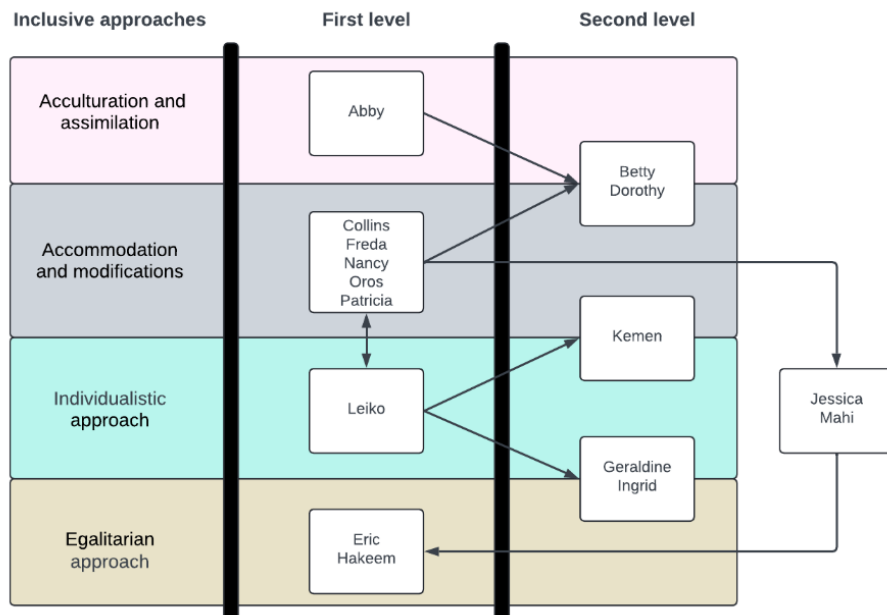 Inclusive approaches
First level
Second level
Acculturation and
assimilation
Abby
Betty
Dorothy
Accommodation
and modifications
Collins
Freda
Nancy
Oros
Patricia
Kemen
Individualistic
approach
Leiko
Jessica
Mahi
Geraldine
Ingrid
Egalitarian
approach
Eric
Hakeem